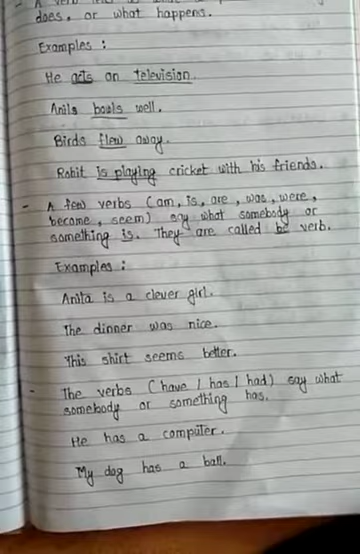 does, or what happens.
Examples :
He acts on television.
Anils bowls well.
Birds flew away.
Rohit is playing cricket with his friends.
- A few verbs (am, is, are, was, were,
become, seem) say what somebody or
something is. They are called be verb.
Examples :
Anita is a clever girl.
The dinner was nice.
This shirt seems better.
- The verbs (have / has / had) say what
somebody or something has.
He has a computer.
My dog has a ball.